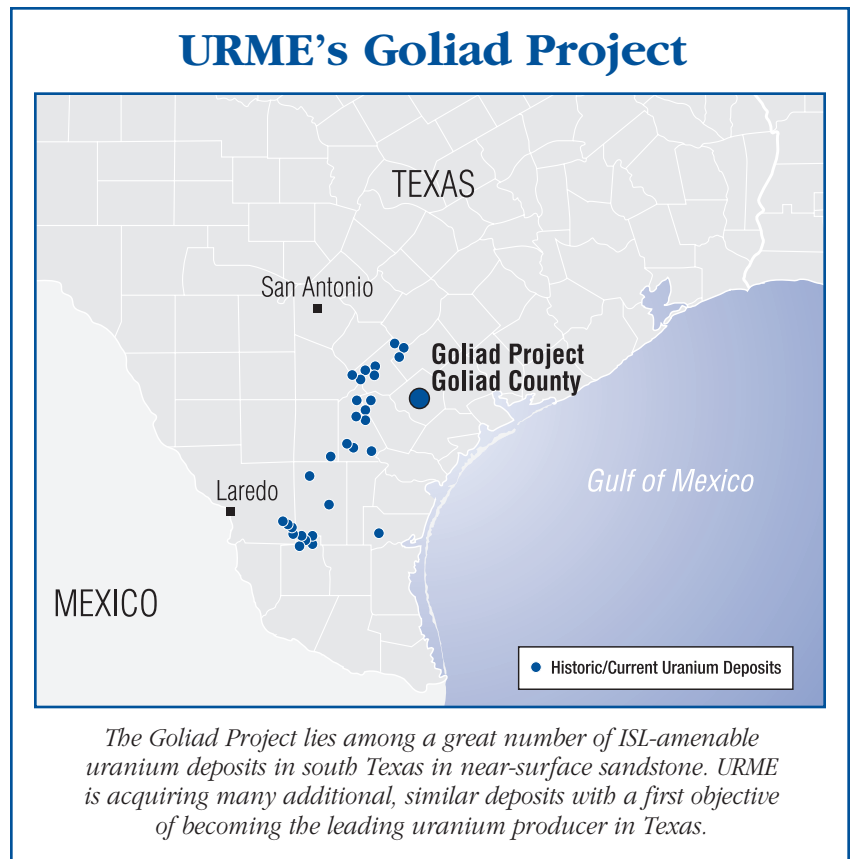 URME's Goliad Project
TEXAS
San Antonio
Goliad Project
Goliad County
Gulf of Mexico
Laredo
MEXICO
Historic/Current Uranium Deposits
The Goliad Project lies among a great number of ISL-amenable
uranium deposits in south Texas in near-surface sandstone. URME
is acquiring many additional, similar deposits with a first objective
of becoming the leading uranium producer in Texas.